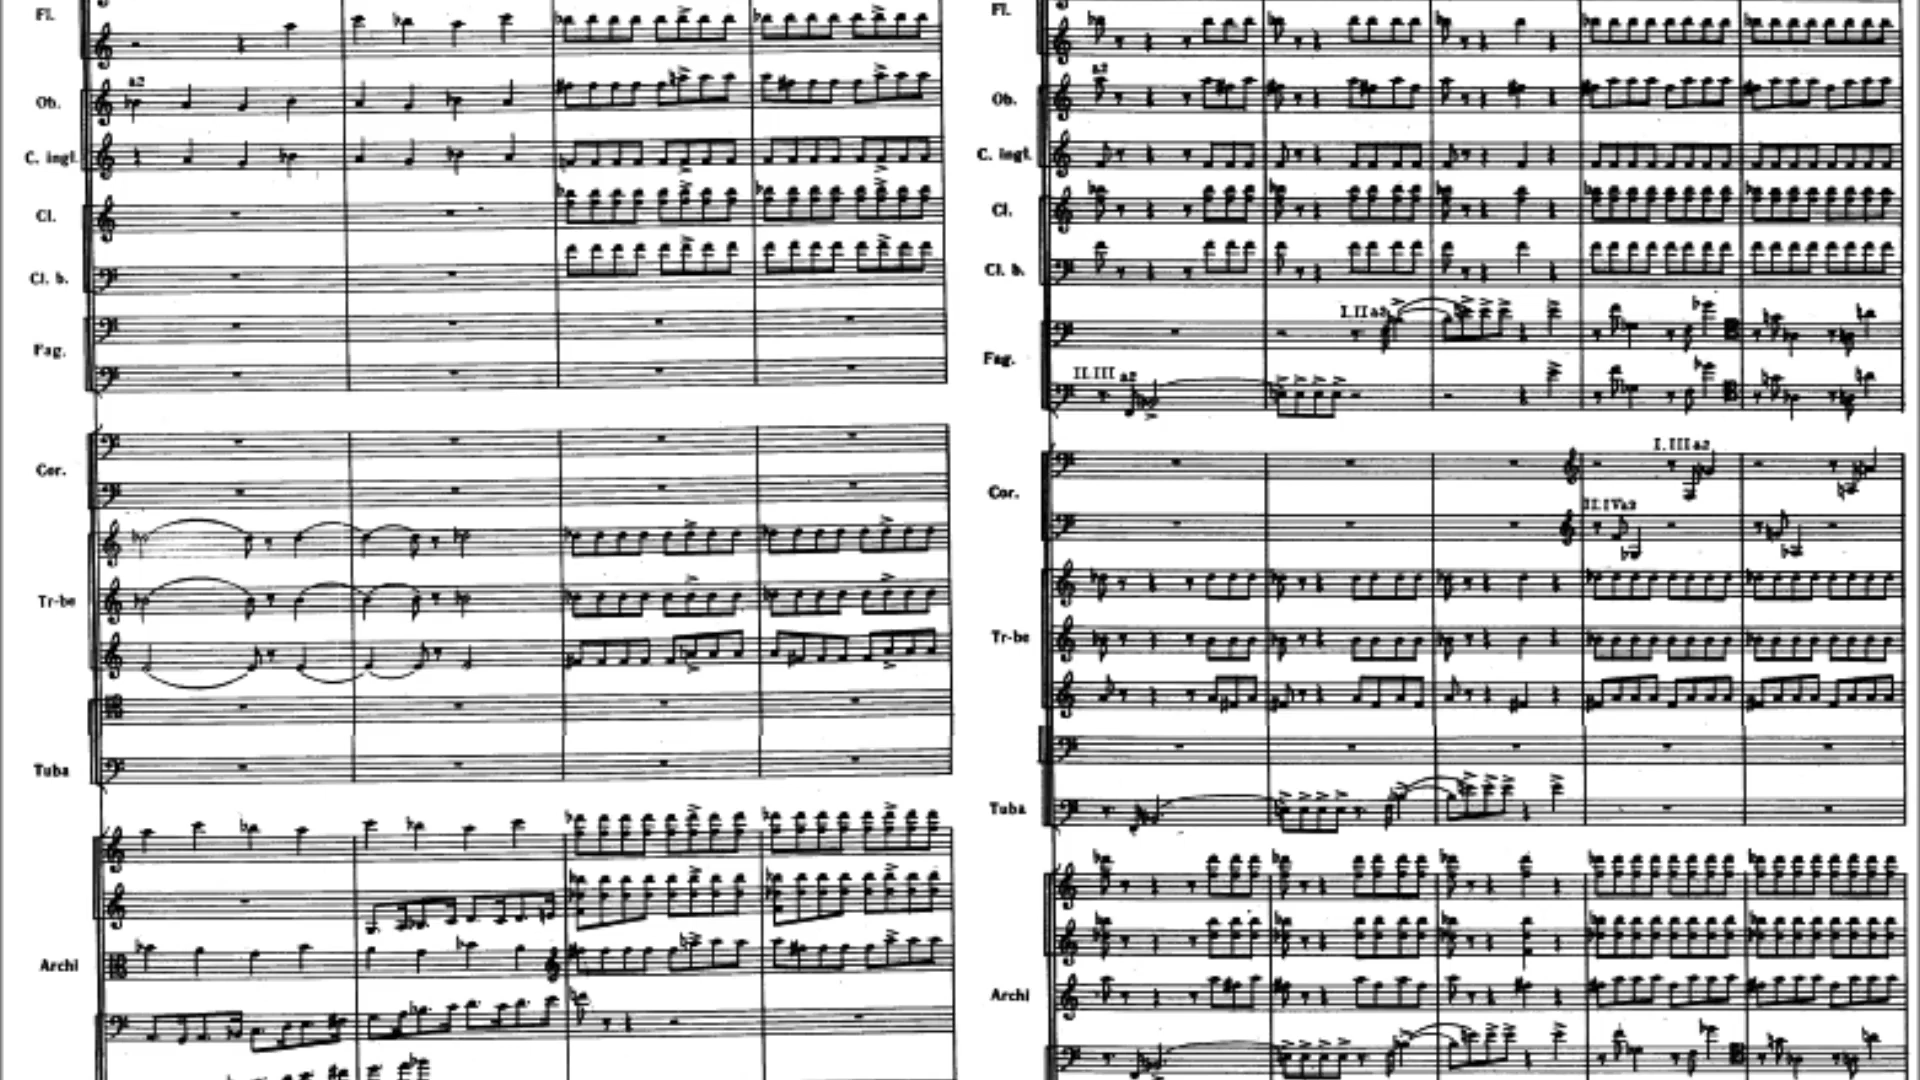 Fl.
a2
Ob.
C. ingl.
Cl.
Cl. b.
Fag.
Cor.
Tr-be
Tuba
Archi
Fl.
a2
Ob.
C. ingl.
Cl.
Cl. b.
I. II a2
Fag.
II. III a2
I. III a2
Cor.
II. IV a2
Tr-be
Tuba
Archi